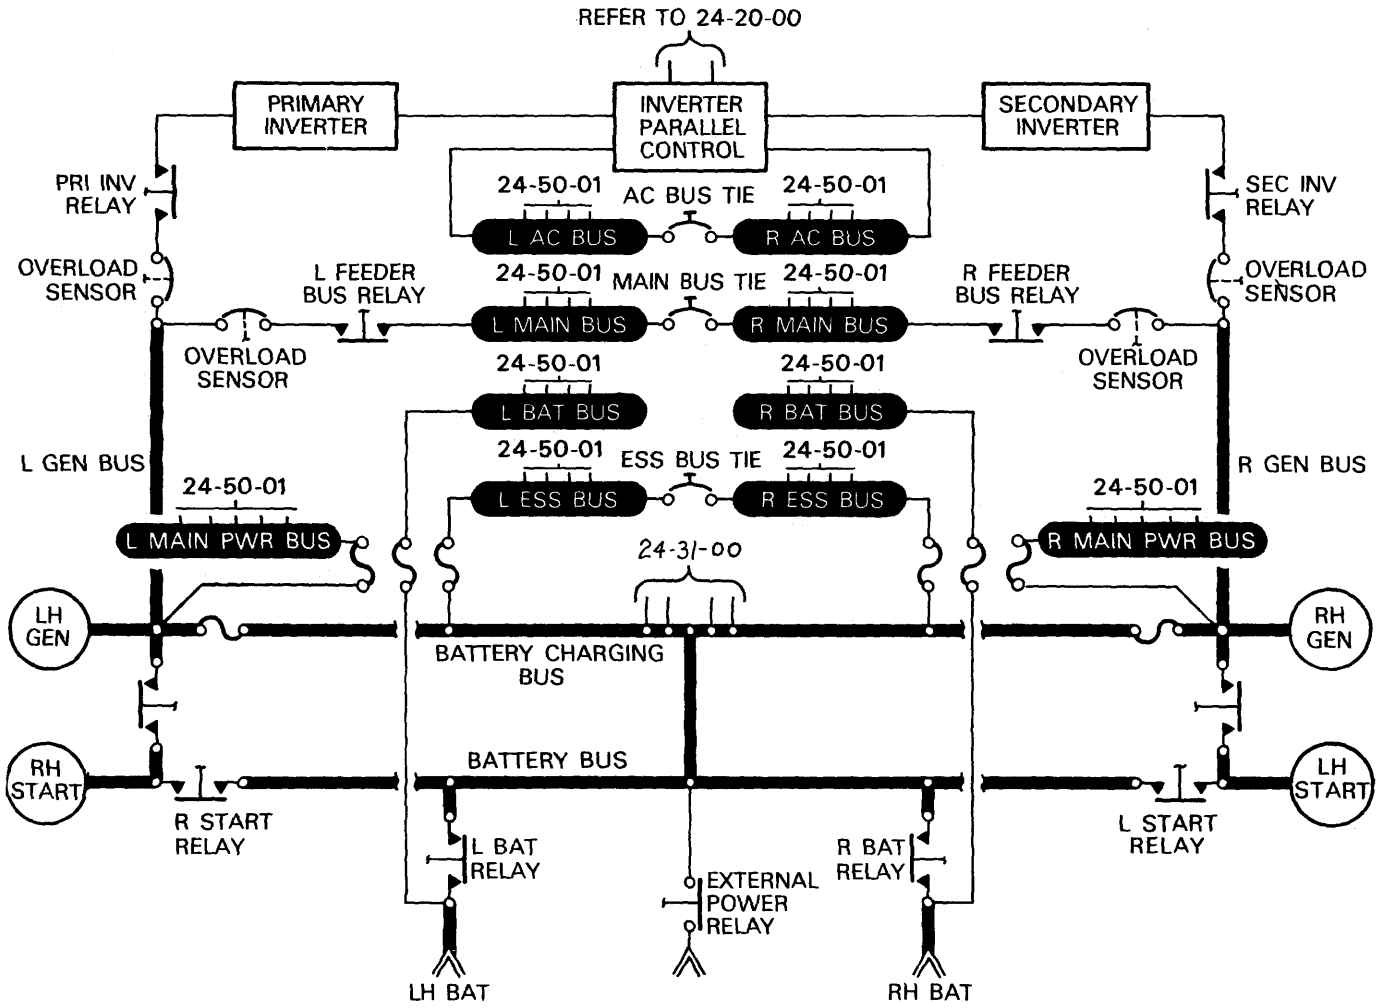 REFER TO 24-20-00
PRIMARY
INVERTER
INVERTER
PARALLEL
CONTROL
SECONDARY
INVERTER
PRI INV
RELAY
24-50-01
AC BUS TIE
24-50-01
SEC INV
RELAY
L AC BUS
R AC BUS
OVERLOAD
SENSOR
L FEEDER
BUS RELAY
24-50-01
MAIN BUS TIE
24-50-01
R FEEDER
BUS RELAY
OVERLOAD
SENSOR
L MAIN BUS
R MAIN BUS
OVERLOAD
SENSOR
24-50-01
24-50-01
OVERLOAD
SENSOR
L BAT BUS
R BAT BUS
L GEN BUS
24-50-01
ESS BUS TIE
24-50-01
R GEN BUS
24-50-01
L ESS BUS
R ESS BUS
24-50-01
L MAIN PWR BUS
24-31-00
R MAIN PWR BUS
LH
GEN
RH
GEN
BATTERY CHARGING
BUS
BATTERY BUS
RH
START
LH
START
R START
RELAY
L BAT
RELAY
R BAT
RELAY
L START
RELAY
EXTERNAL
POWER
RELAY
LH BAT
RH BAT